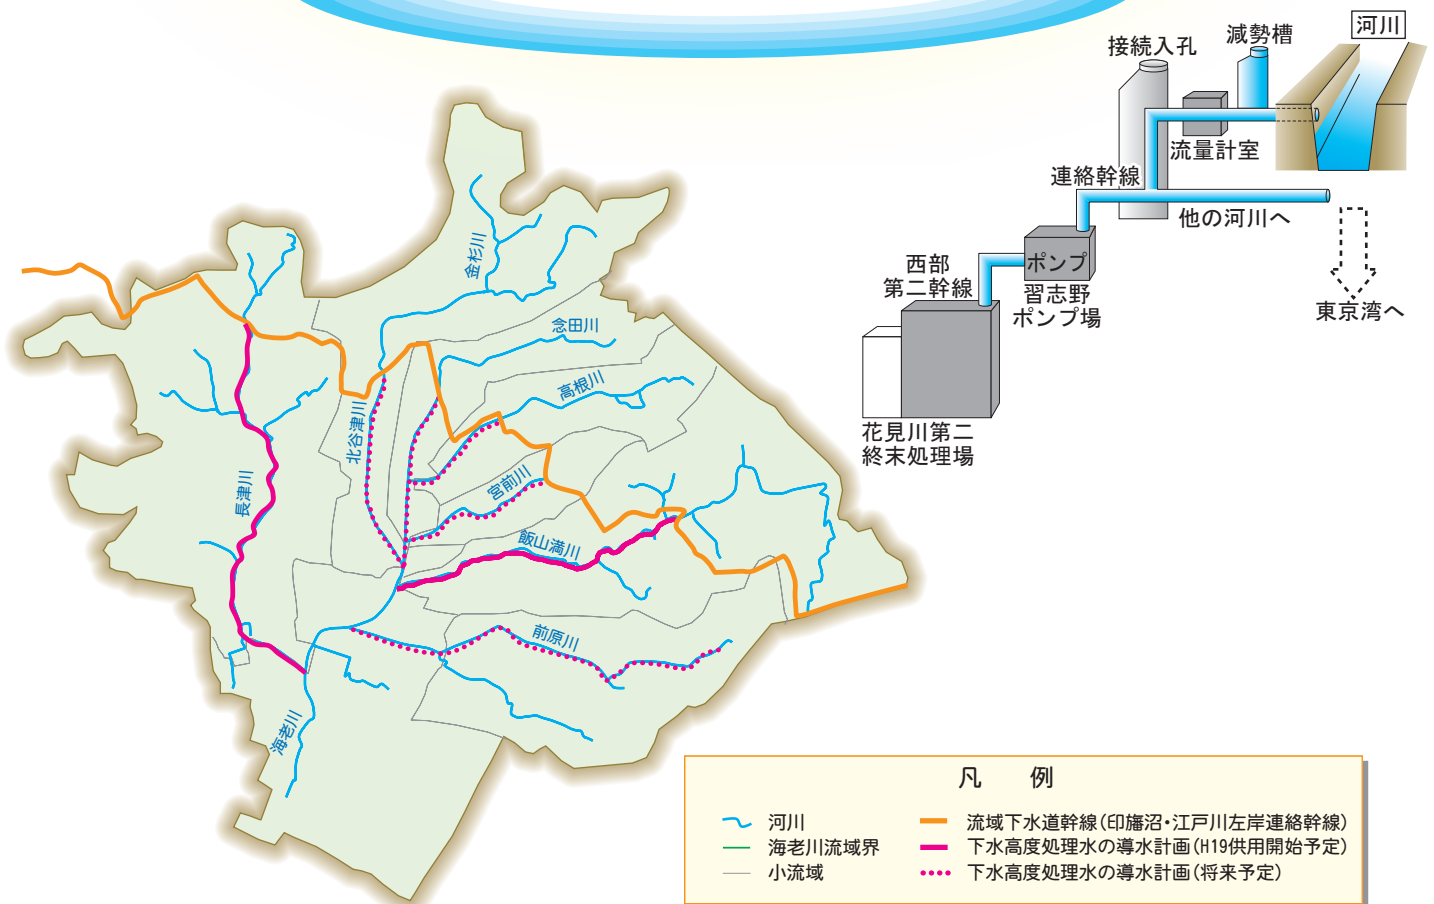 河川
減勢槽
接続入孔
流量計室
連絡幹線
他の河川へ
ポンプ
西部
第二幹線
習志野
ポンプ場
東京湾へ
花見川第二
終末処理場
金杉川
念田川
高根川
北谷津川
宮前川
長津川
飯山満川
前原川
海老川
凡 例
河川
海老川流域界
小流域
流域下水道幹線(印旛沼・江戸川左岸連絡幹線)
下水高度処理水の導水計画(H19供用開始予定)
下水高度処理水の導水計画(将来予定)